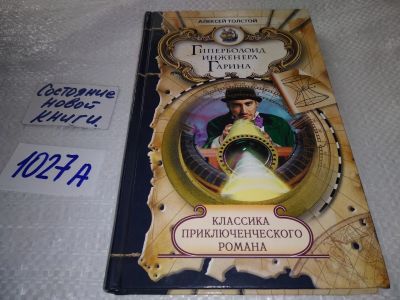 АЛЕКСЕЙ ТОЛСТОЙ
ГИПЕРБОЛОИД
ИНЖЕНЕРА
ГАРИНА
КЛАССИКА
ПРИКЛЮЧЕНЧЕСКОГО
РОМАНА
Состояние
новой
книги.
1027А